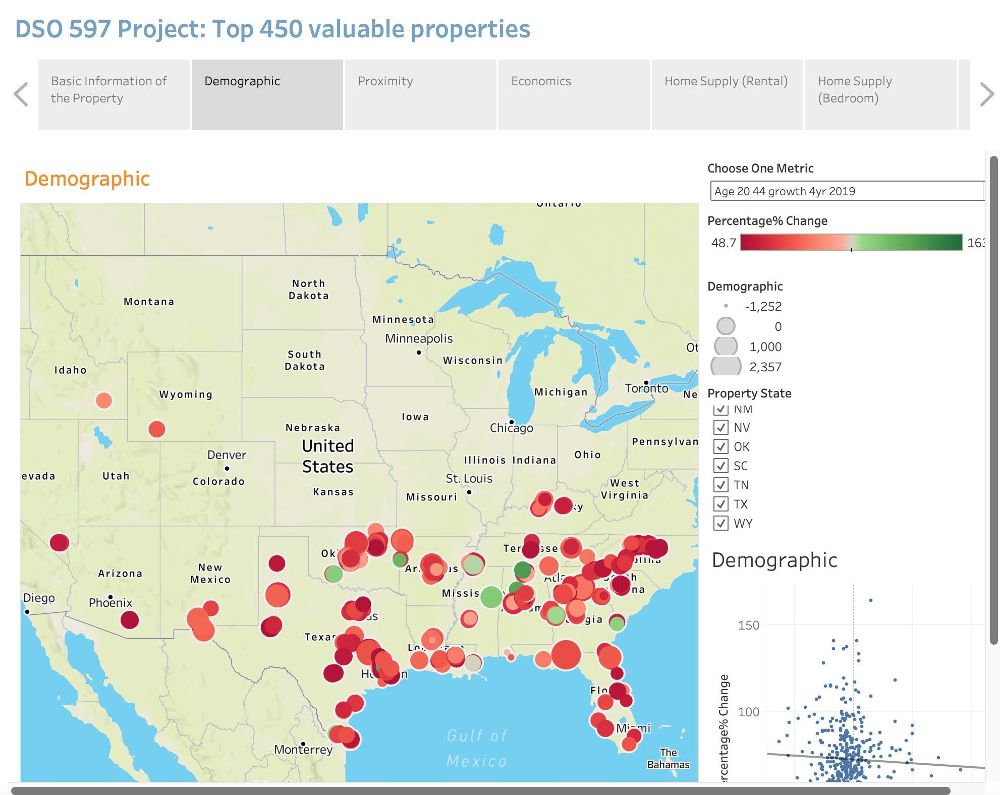 DSO 597 Project: Top 450 valuable properties
Basic Information of
the Property
Demographic
Proximity
Economics
Home Supply (Rental)
Home Supply
(Bedroom)
Demographic
Choose One Metric
Age 20 44 growth 4yr 2019
Percentage% Change
48.7
163
Demographic
-1,252
0
1,000
2,357
Property State
NM
NV
OK
SC
TN
TX
WY
Demographic
150
100
ercentage% Change
Ontario
Montana
North
Dakota
Minnesota
Minneapolis
South
Dakota
Wisconsin
Ot
Idaho
Wyoming
Michigan
Toronto
Ne
Iowa
Nebraska
Chicago
United
States
Pennsylvan
Denver
Illinois
Indiana
Ohio
evada
Utah
Colorado
St. Louis
Kansas
Missouri
West
Virginia
ky
Ok
Ten
sse
Arizona
New
Mexico
Ar
as
Atla
th
na
Diego
Phoenix
Missis
as
am
gia
Texas
Lo
H
n
Flo
Miami
Gulf of
Mexico
Monterrey
The
Bahamas